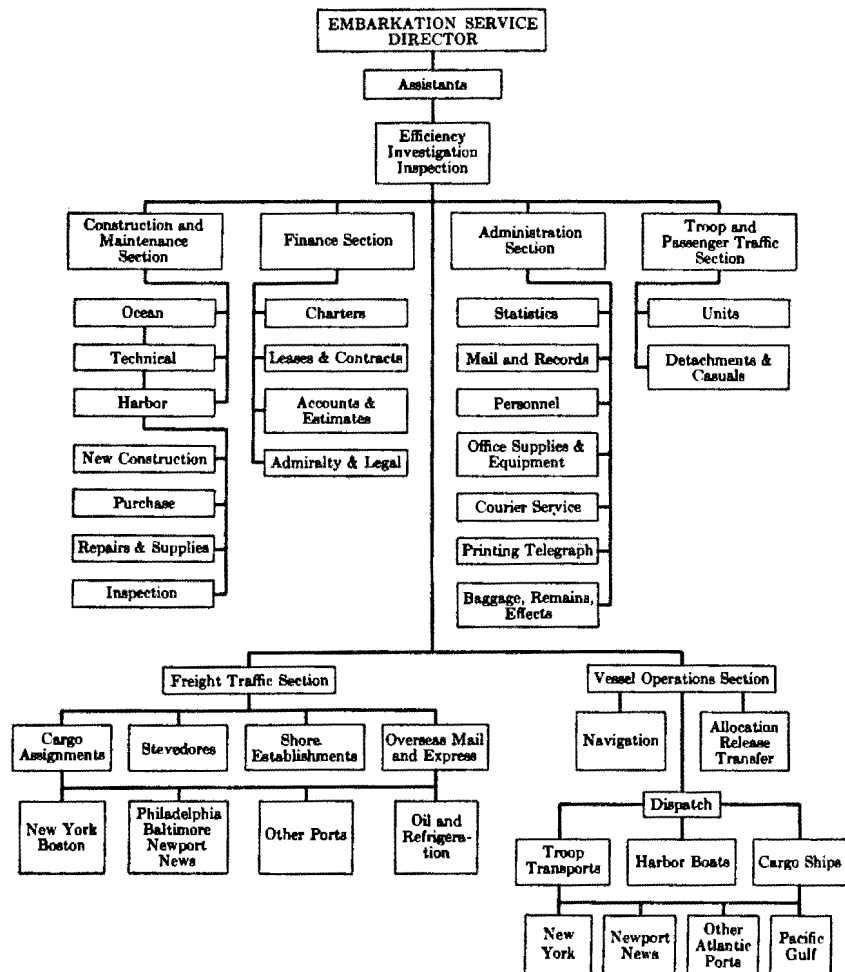 EMBARKATION SERVICE
DIRECTOR
Assistants
Efficiency
Investigation
Inspection
Construction and
Maintenance
Section
Finance Section
Administration
Section
Troop and
Passenger Traffic
Section
Ocean
Technical
Harbor
New Construction
Purchase
Repairs & Supplies
Inspection
Charters
Leases & Contracts
Accounts &
Estimates
Admiralty & Legal
Statistics
Mail and Records
Personnel
Office Supplies &
Equipment
Courier Service
Printing Telegraph
Baggage, Remains,
Effects
Units
Detachments &
Casuals
Freight Traffic Section
Cargo
Assignments
Stevedores
Shore
Establishments
Overseas Mail
and Express
New York
Boston
Philadelphia
Baltimore
Newport
News
Other Ports
Oil and
Refrigera-
tion
Vessel Operations Section
Navigation
Allocation
Release
Transfer
Dispatch
Troop
Transports
Harbor Boats
Cargo Ships
New
York
Newport
News
Other
Atlantic
Ports
Pacific
Gulf